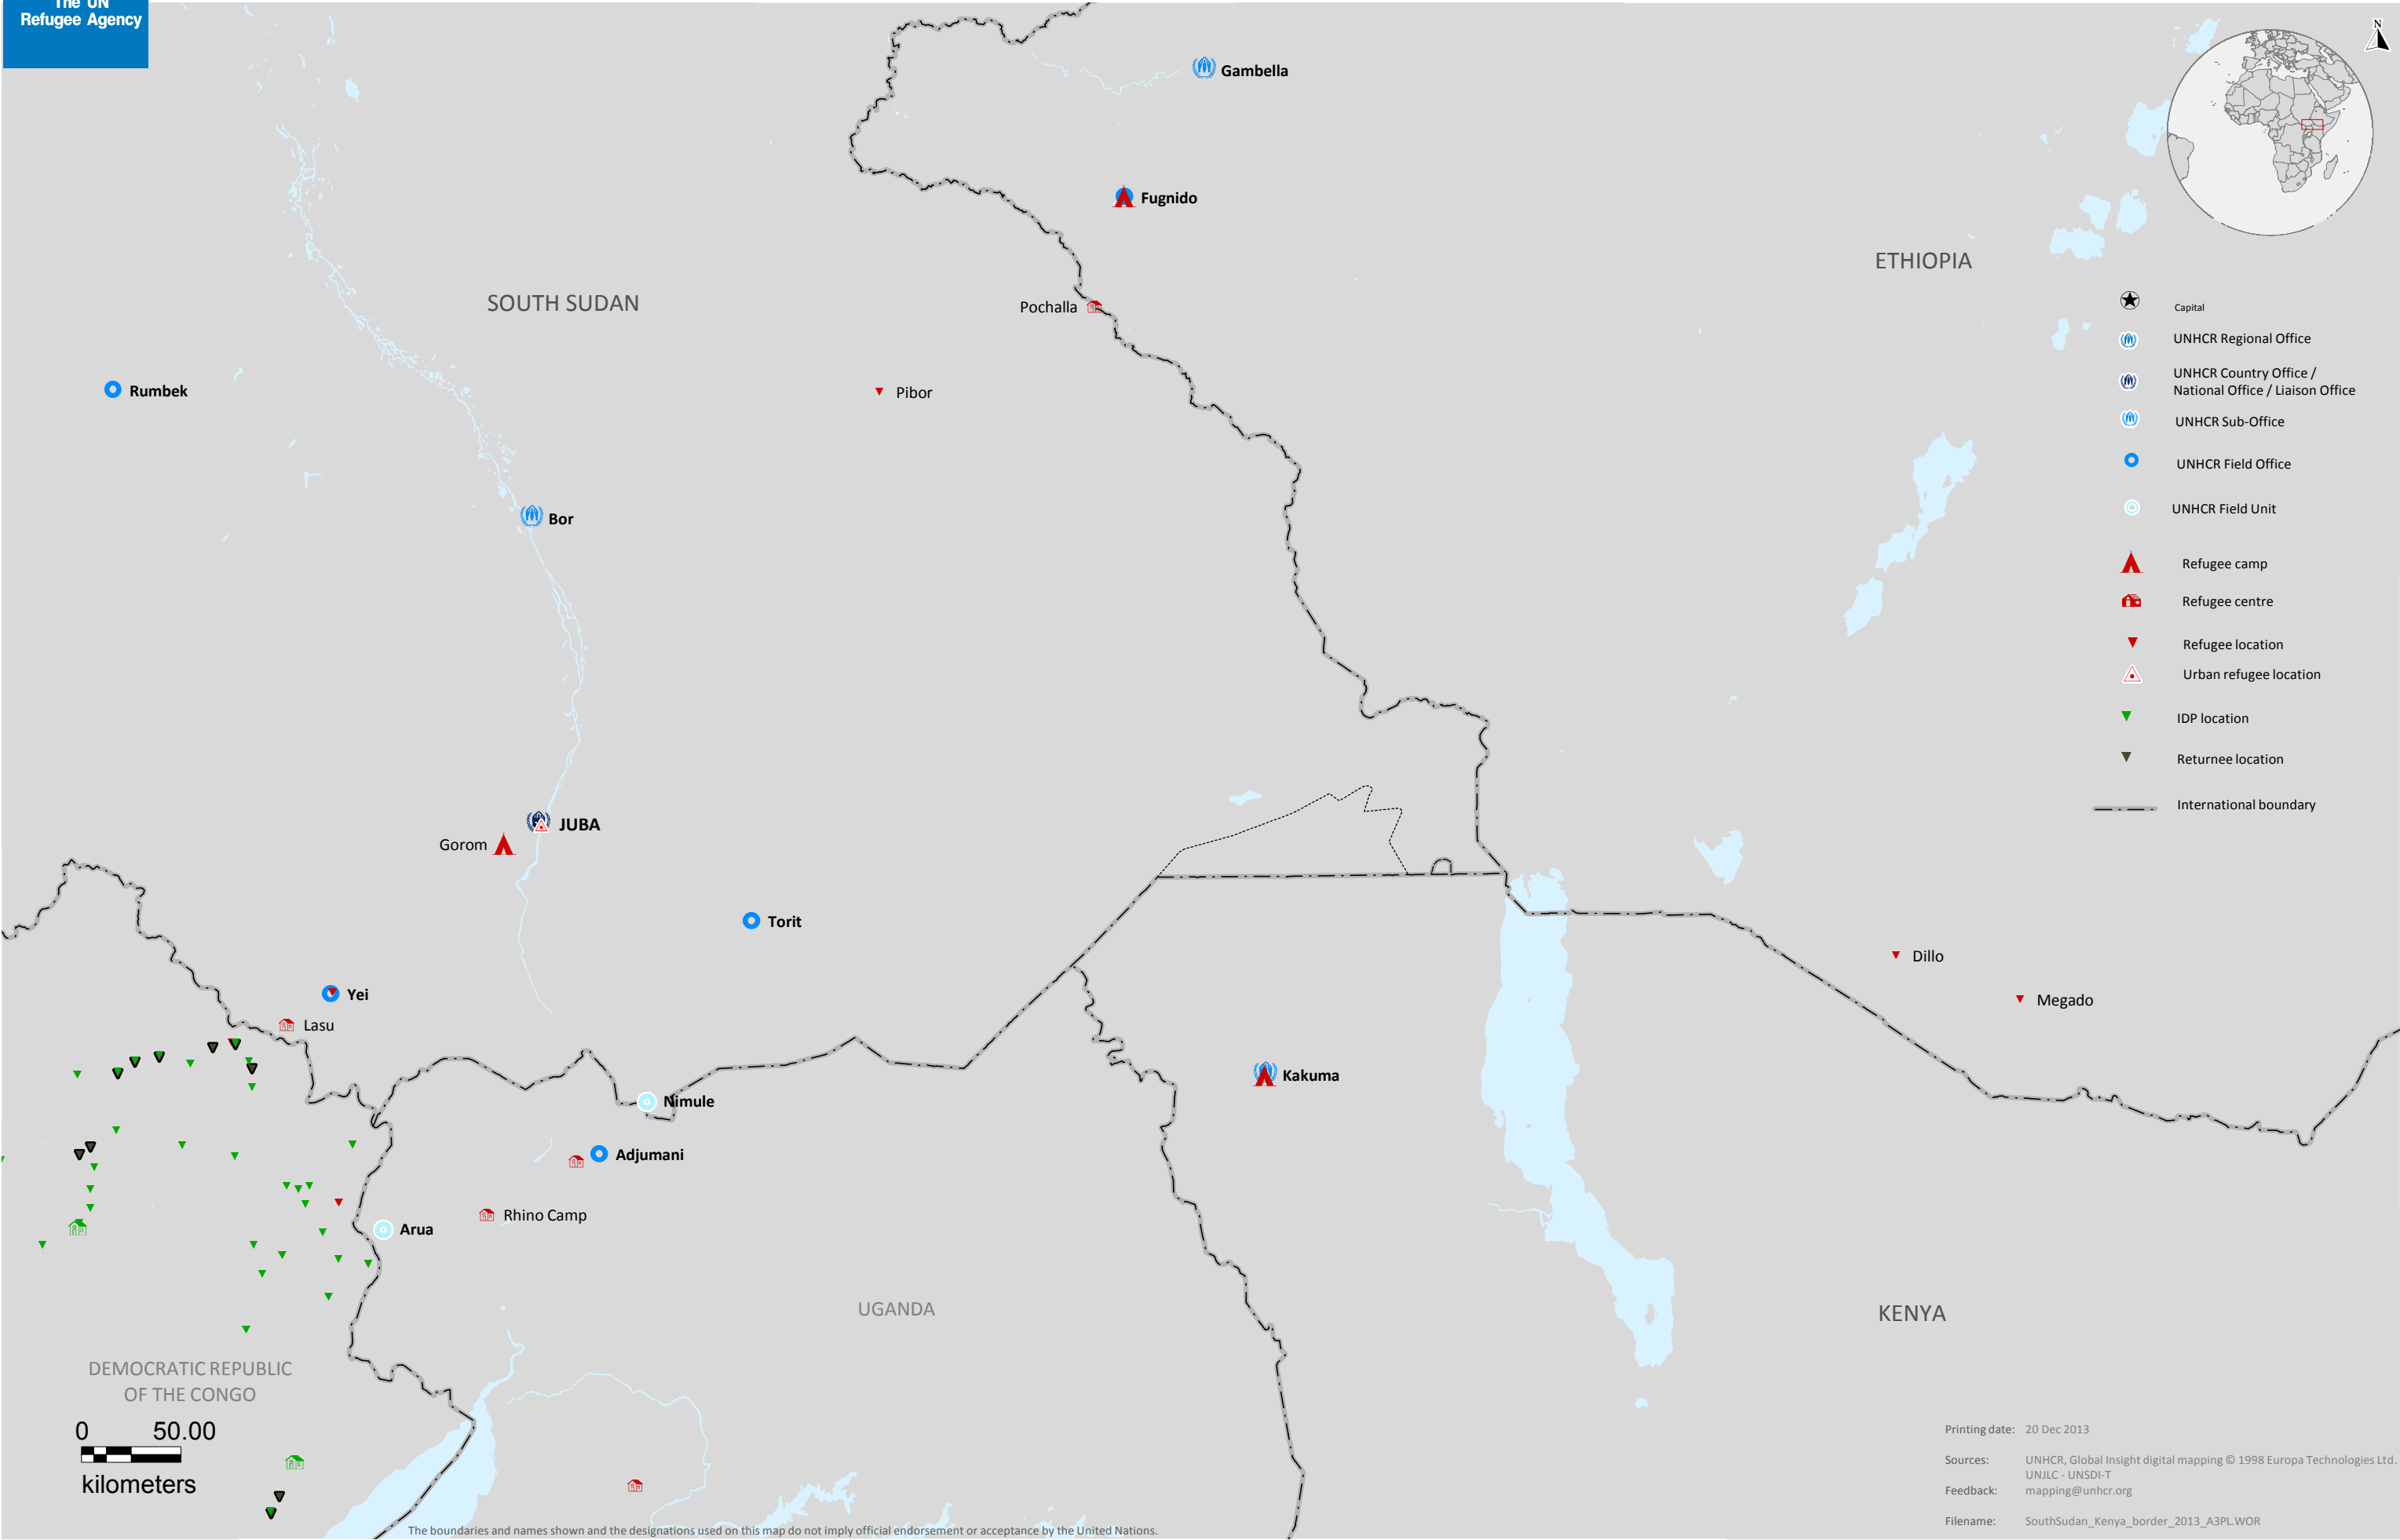 The UN
Refugee Agency
N
Gambella
Fugnido
ETHIOPIA
SOUTH SUDAN
Pochalla
Rumbek
Pibor
Bor
JUBA
Gorom
Torit
Yei
Lasu
Dillo
Megado
Kakuma
Nimule
Adjumani
Rhino Camp
Arua
UGANDA
KENYA
DEMOCRATIC REPUBLIC
OF THE CONGO
Capital
UNHCR Regional Office
UNHCR Country Office /
National Office / Liaison Office
UNHCR Sub-Office
UNHCR Field Office
UNHCR Field Unit
Refugee camp
Refugee centre
Refugee location
Urban refugee location
IDP location
Returnee location
International boundary
0 50.00
kilometers
Printing date: 20 Dec 2013
Sources: UNHCR, Global Insight digital mapping © 1998 Europa Technologies Ltd.
UNJLC - UNSDI-T
Feedback: mapping@unhcr.org
Filename: SouthSudan_Kenya_border_2013_A3PL.WOR
The boundaries and names shown and the designations used on this map do not imply official endorsement or acceptance by the United Nations.